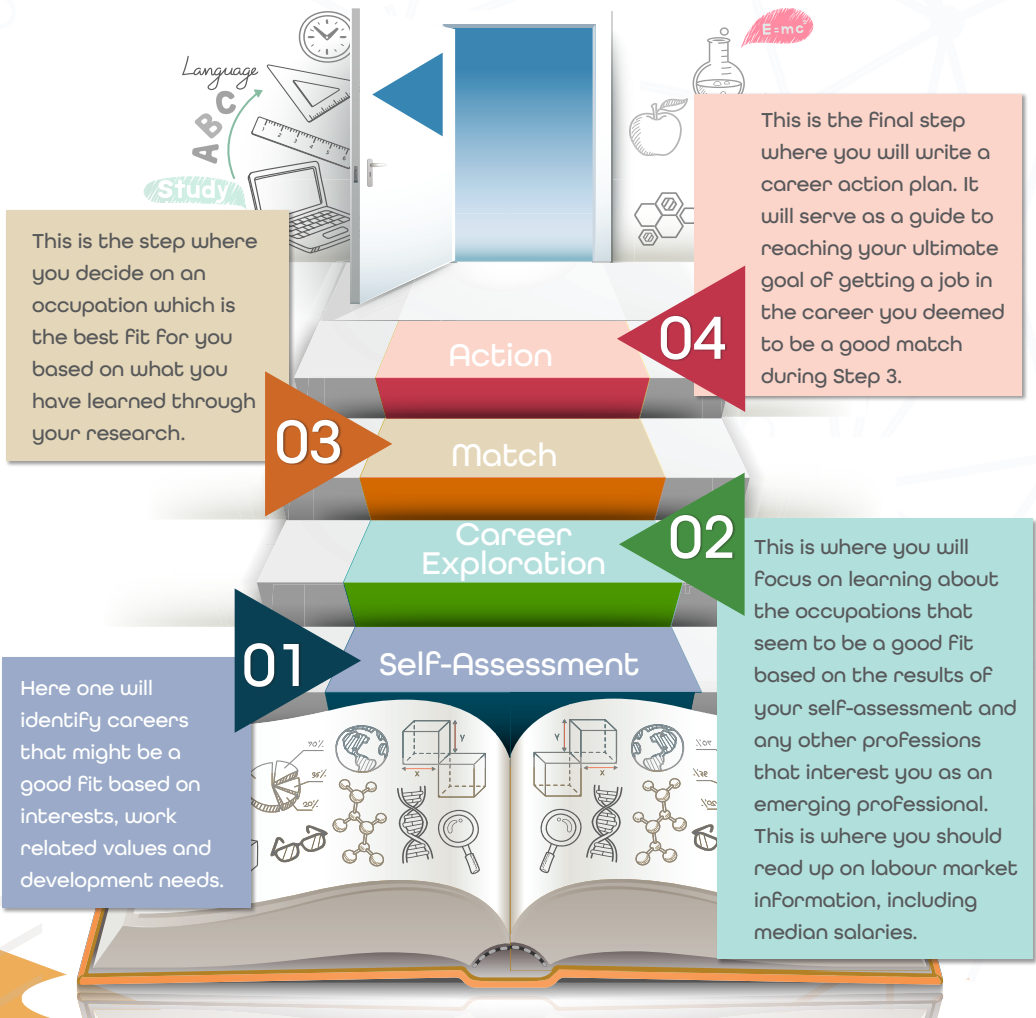 E=mc²
Language
A B C
Study
This is the final step
where you will write a
career action plan. It
will serve as a guide to
reaching your ultimate
goal of getting a job in
the career you deemed
to be a good match
during Step 3.
04
Action
This is the step where
you decide on an
occupation which is
the best fit for you
based on what you
have learned through
your research.
03
Match
02
Career
Exploration
This is where you will
focus on learning about
the occupations that
seem to be a good fit
based on the results of
your self-assessment and
any other professions
that interest you as an
emerging professional.
This is where you should
read up on labour market
information, including
median salaries.
01
Self-Assessment
Here one will
identify careers
that might be a
good fit based on
interests, work
related values and
development needs.
70%
20%
Y
X
Y
X